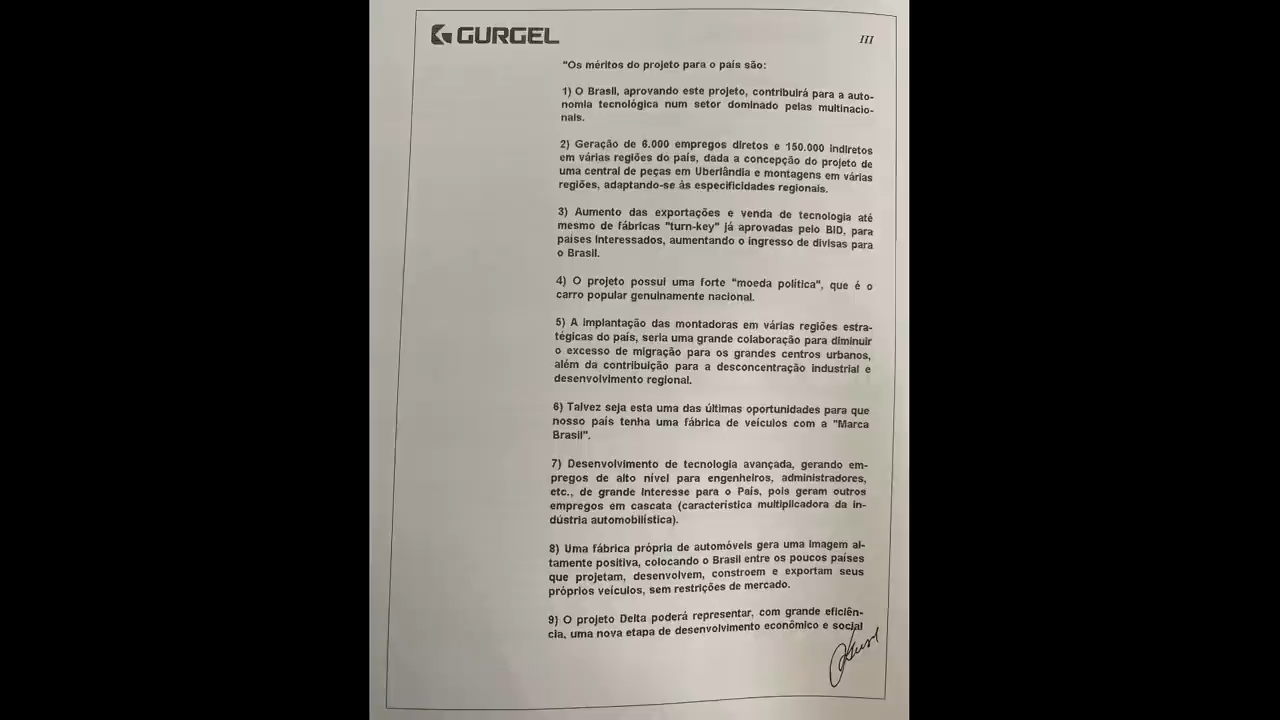 GURGEL
III
"Os méritos do projeto para o país são:
1) O Brasil, aprovando este projeto, contribuirá para a auto-
nomia tecnológica num setor dominado pelas multinacio-
nais.
2) Geração de 6.000 empregos diretos e 150.000 indiretos
em várias regiões do país, dada a concepção do projeto de
uma central de peças em Uberlândia e montagens em várias
regiões, adaptando-se às especificidades regionais.
3) Aumento das exportações e venda de tecnologia até
mesmo de fábricas "turn-key" já aprovadas pelo BID, para
países interessados, aumentando o ingresso de divisas para
o Brasil.
4) O projeto possui uma forte "moeda política", que é o
carro popular genuinamente nacional.
5) A implantação das montadoras em várias regiões estra-
tégicas do país, seria uma grande colaboração para diminuir
o excesso de migração para os grandes centros urbanos,
além da contribuição para a desconcentração industrial e
desenvolvimento regional.
6) Talvez seja esta uma das últimas oportunidades para que
nosso país tenha uma fábrica de veículos com a "Marca
Brasil".
7) Desenvolvimento de tecnologia avançada, gerando em-
pregos de alto nível para engenheiros, administradores,
etc., de grande interesse para o País, pois geram outros
empregos em cascata (característica multiplicadora da in-
dústria automobilística).
8) Uma fábrica própria de automóveis gera uma imagem al-
tamente positiva, colocando o Brasil entre os poucos países
que projetam, desenvolvem, constroem e exportam seus
próprios veículos, sem restrições de mercado.
9) O projeto Delta poderá representar, com grande eficiên-
cia, uma nova etapa de desenvolvimento econômico e social